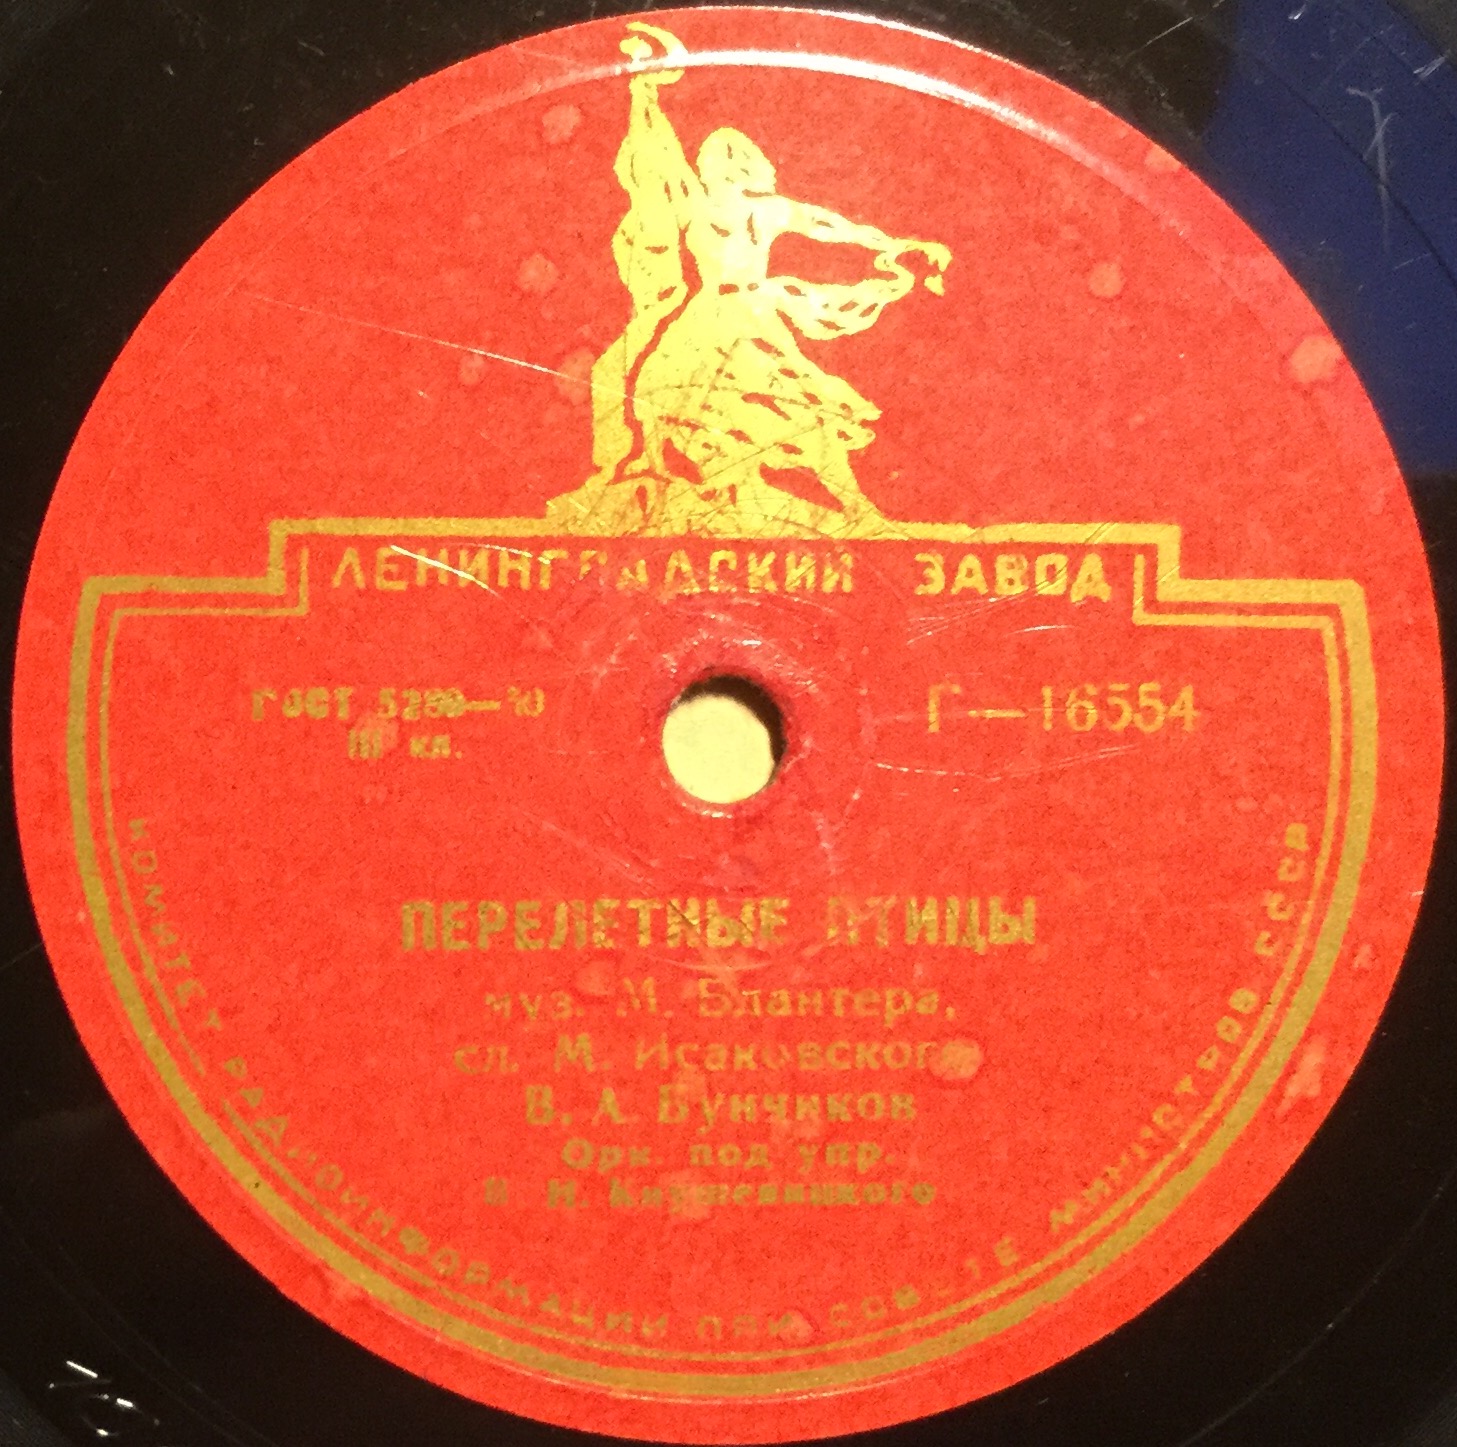 ЛЕНИНГРАДСКИЙ ЗАВОД
ГОСТ 5289—50
III кл.
Г—16554
ПЕРЕЛЕТНЫЕ ПТИЦЫ
муз. М. Блантера,
сл. М. Исаковского
В. А. Бунчиков
Орк. под упр.
Н. Кнушевицкого
КОМИТЕТ РАДИОИНФОРМАЦИИ ПРИ СОВЕТЕ МИНИСТРОВ СССР